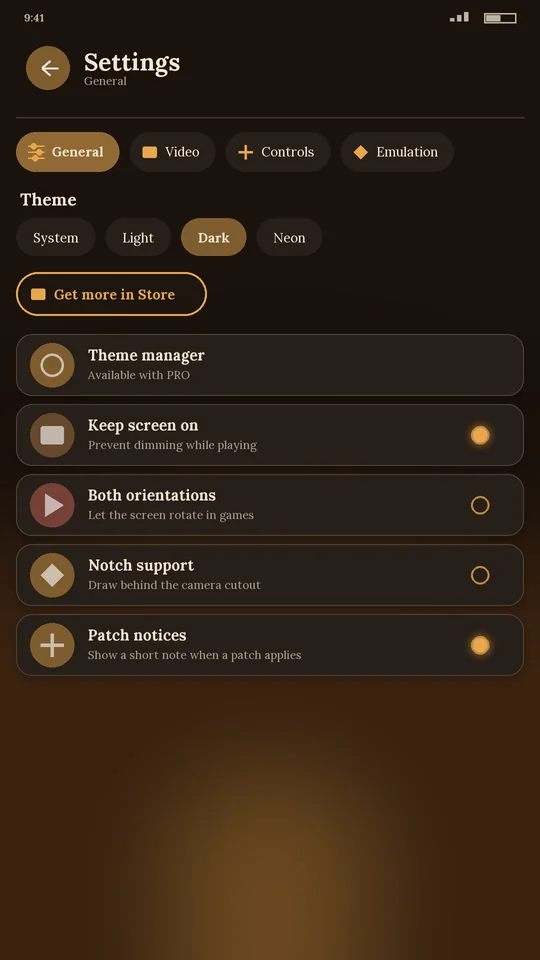 9:41
Settings
General
General
Video
Controls
Emulation
Theme
System
Light
Dark
Neon
Get more in Store
Theme manager
Available with PRO
Keep screen on
Prevent dimming while playing
Both orientations
Let the screen rotate in games
Notch support
Draw behind the camera cutout
Patch notices
Show a short note when a patch applies